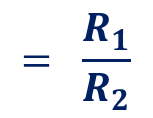 = R₁
R₂